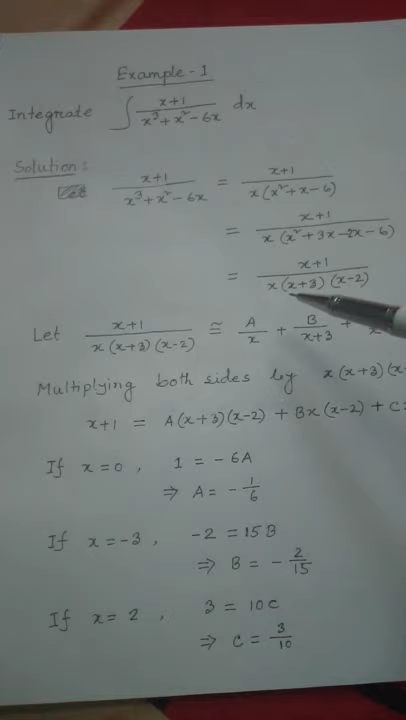 Example - 1
Integrate ∫ (x+1)/(x³+x²-6x) dx
Solution:
(x+1)/(x³+x²-6x) = (x+1)/(x(x²+x-6))
= (x+1)/(x(x²+3x-2x-6))
= (x+1)/(x(x+3)(x-2))
Let (x+1)/(x(x+3)(x-2)) ≅ A/x + B/(x+3) +
Multiplying both sides by x(x+3)(x-
x+1 = A(x+3)(x-2) + Bx(x-2) + C
If x=0, 1 = -6A
⇒ A = -1/6
If x=-3, -2 = 15B
⇒ B = -2/15
If x=2, 3 = 10C
⇒ C = 3/10